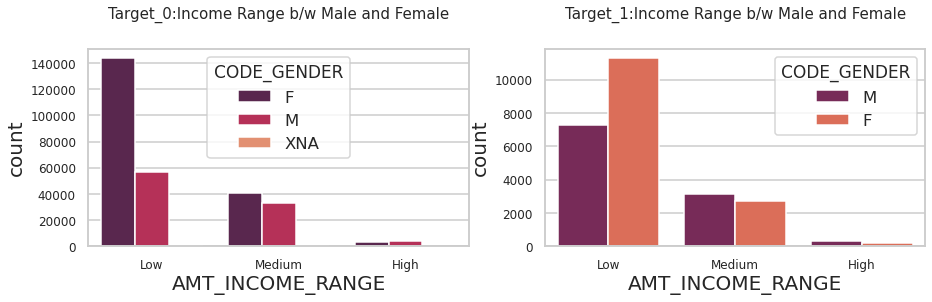 Target_0:Income Range b/w Male and Female
140000
120000
100000
80000
60000
40000
20000
0
count
CODE_GENDER
F
M
XNA
Low
Medium
High
AMT_INCOME_RANGE
Target_1:Income Range b/w Male and Female
10000
8000
6000
4000
2000
0
count
CODE_GENDER
M
F
Low
Medium
High
AMT_INCOME_RANGE